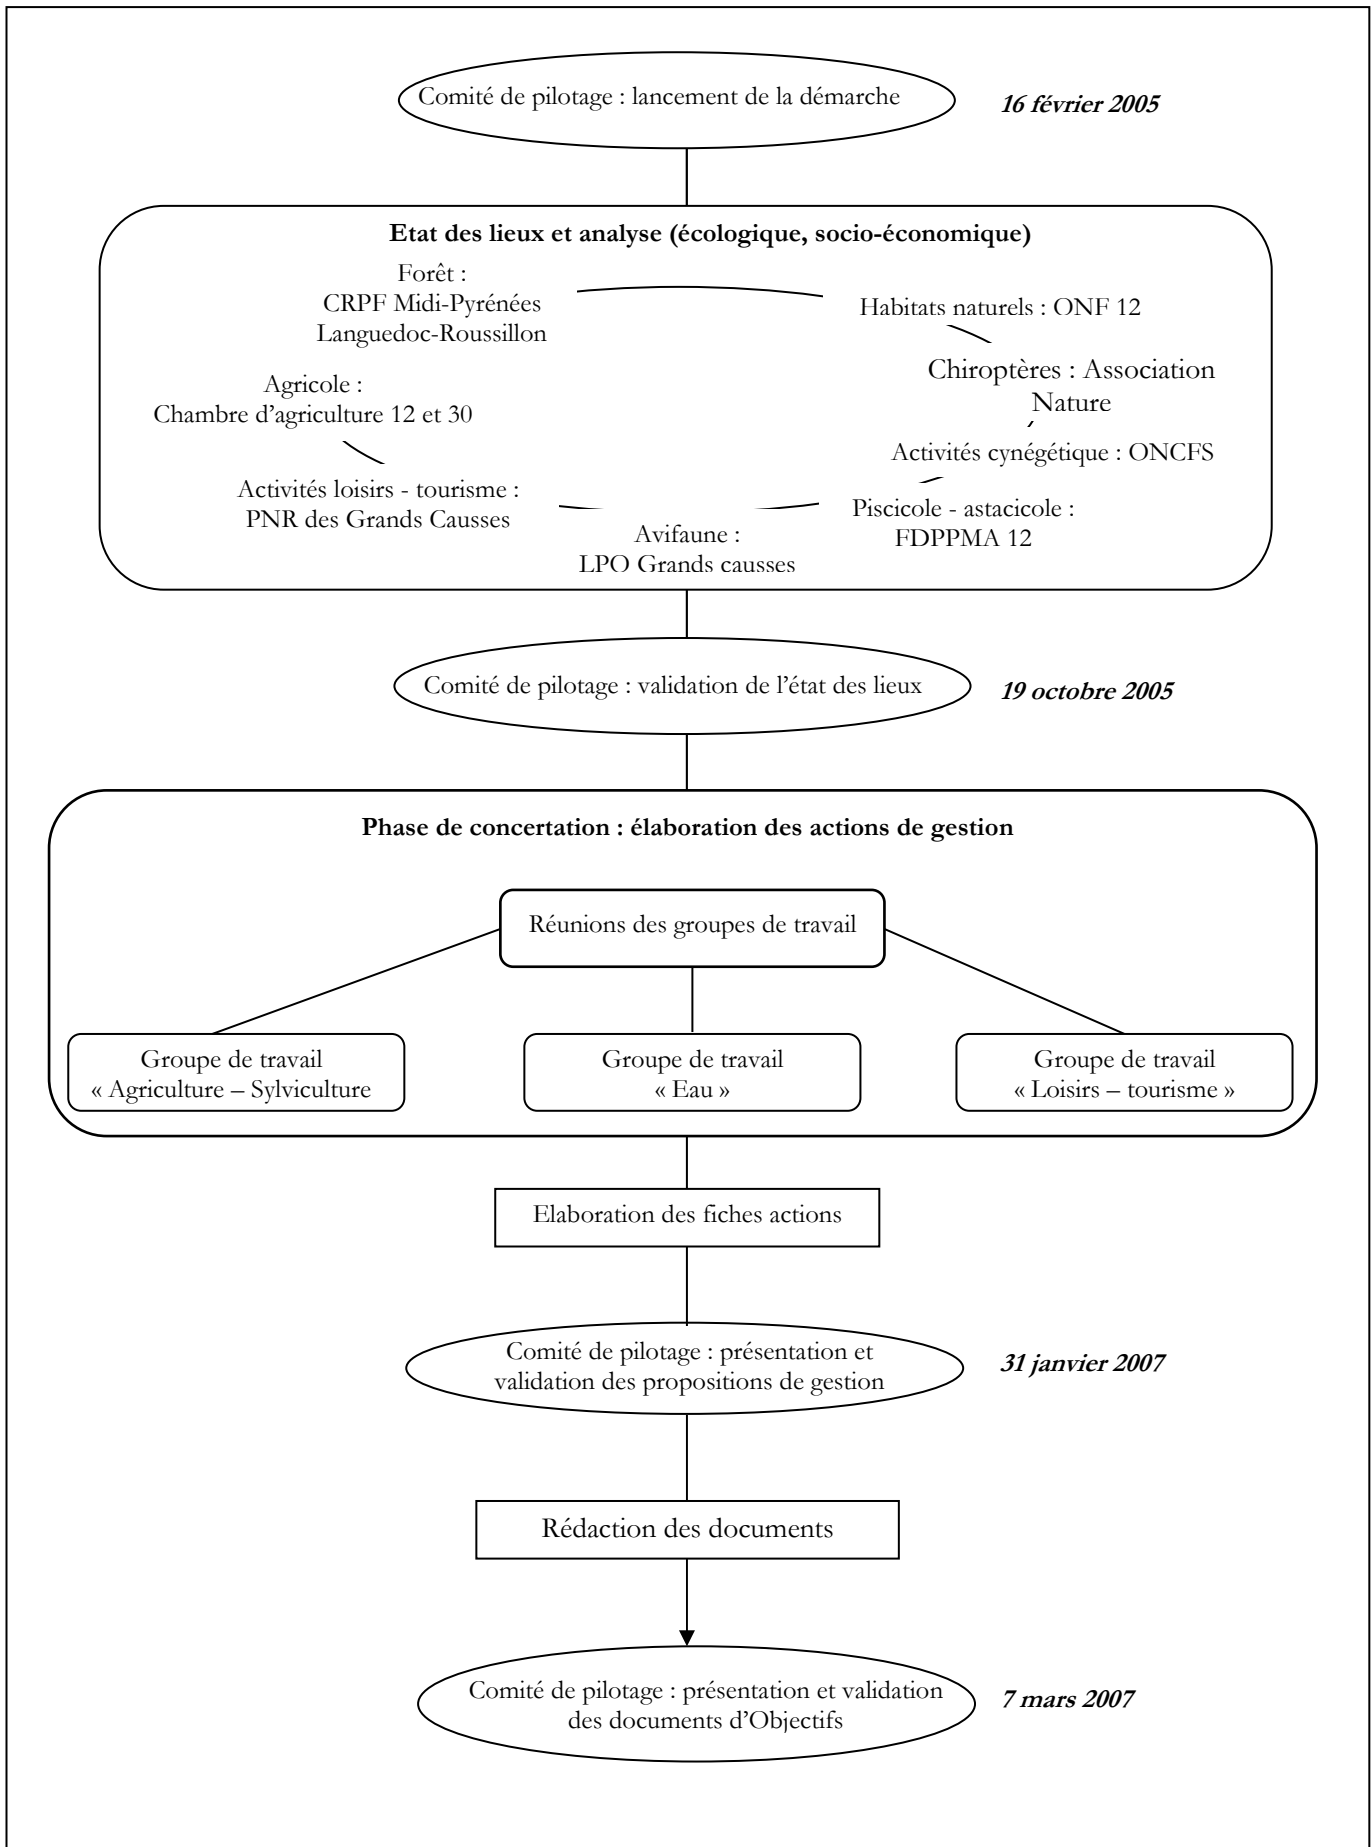 Comité de pilotage : lancement de la démarche
16 février 2005
Etat des lieux et analyse (écologique, socio-économique)
Forêt :
CRPF Midi-Pyrénées
Languedoc-Roussillon
Habitats naturels : ONF 12
Chiroptères : Association
Nature
Agricole :
Chambre d’agriculture 12 et 30
Activités cynégétique : ONCFS
Activités loisirs - tourisme :
PNR des Grands Causses
Piscicole - astacicole :
FDPPMA 12
Avifaune :
LPO Grands causses
Comité de pilotage : validation de l’état des lieux
19 octobre 2005
Phase de concertation : élaboration des actions de gestion
Réunions des groupes de travail
Groupe de travail
« Agriculture – Sylviculture
Groupe de travail
« Eau »
Groupe de travail
« Loisirs – tourisme »
Elaboration des fiches actions
Comité de pilotage : présentation et
validation des propositions de gestion
31 janvier 2007
Rédaction des documents
Comité de pilotage : présentation et validation
des documents d’Objectifs
7 mars 2007